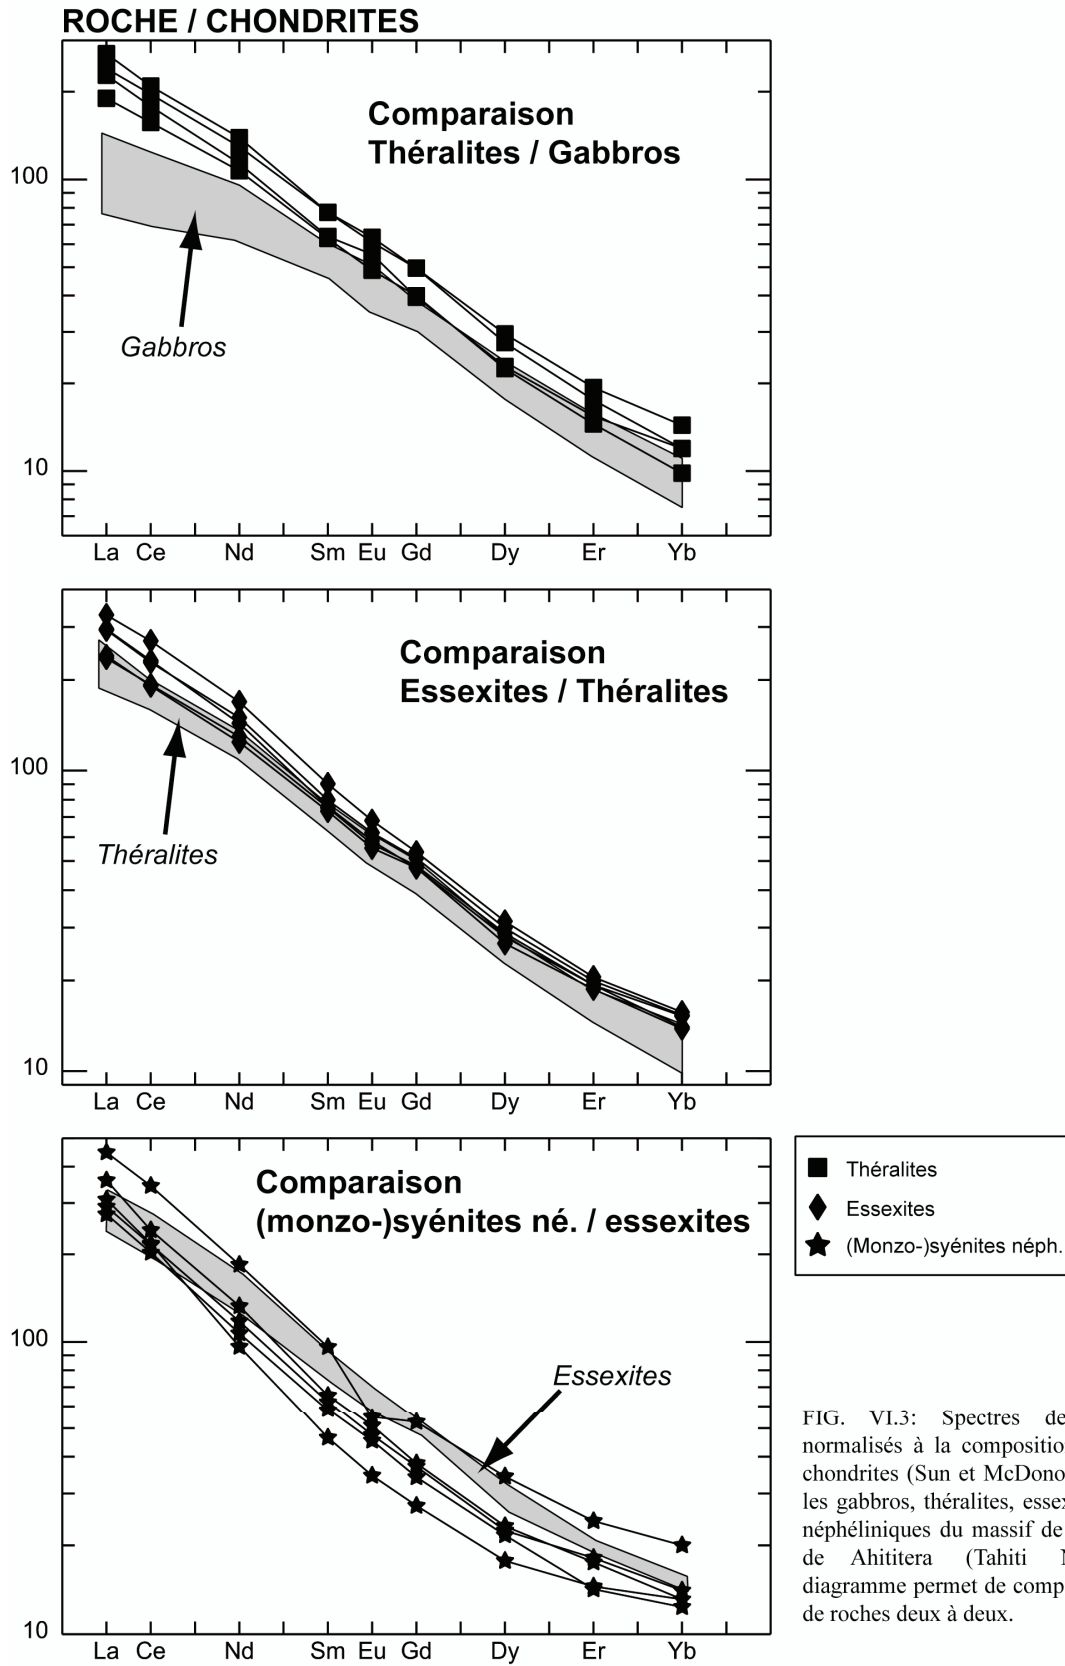 ROCHE / CHONDRITES
Comparaison
Théralites / Gabbros
100
Gabbros
10
La Ce Nd Sm Eu Gd Dy Er Yb
Comparaison
Essexites / Théralites
100
Théralites
10
La Ce Nd Sm Eu Gd Dy Er Yb
Comparaison
(monzo-)syénites né. / essexites
100
Essexites
10
La Ce Nd Sm Eu Gd Dy Er Yb
Théralites
Essexites
(Monzo-)syénites néph.
FIG. VI.3: Spectres de
normalisés à la composition
chondrites (Sun et McDono
les gabbros, théralites, essex
néphéliniques du massif de
de Ahititera (Tahiti N
diagramme permet de comp
de roches deux à deux.